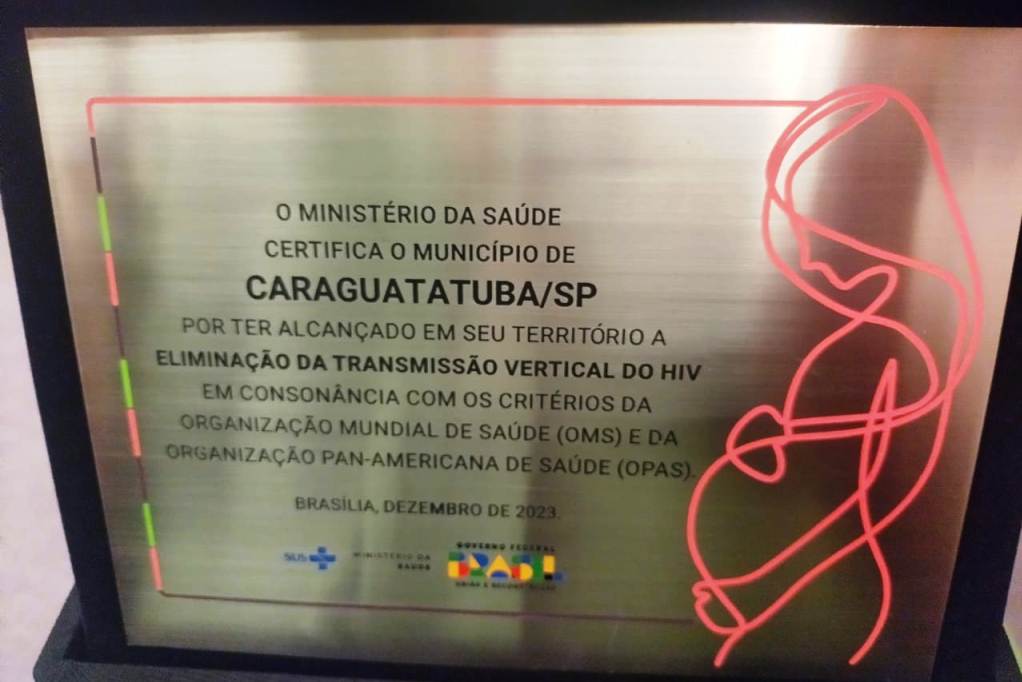 O MINISTÉRIO DA SAÚDE
CERTIFICA O MUNICÍPIO DE
CARAGUATATUBA/SP
POR TER ALCANÇADO EM SEU TERRITÓRIO A
ELIMINAÇÃO DA TRANSMISSÃO VERTICAL DO HIV
EM CONSONÂNCIA COM OS CRITÉRIOS DA
ORGANIZAÇÃO MUNDIAL DE SAÚDE (OMS) E DA
ORGANIZAÇÃO PAN-AMERICANA DE SAÚDE (OPAS).
BRASÍLIA, DEZEMBRO DE 2023.
SUS
MINISTÉRIO DA
SAÚDE
GOVERNO FEDERAL
BRASIL
UNIÃO E RECONSTRUÇÃO